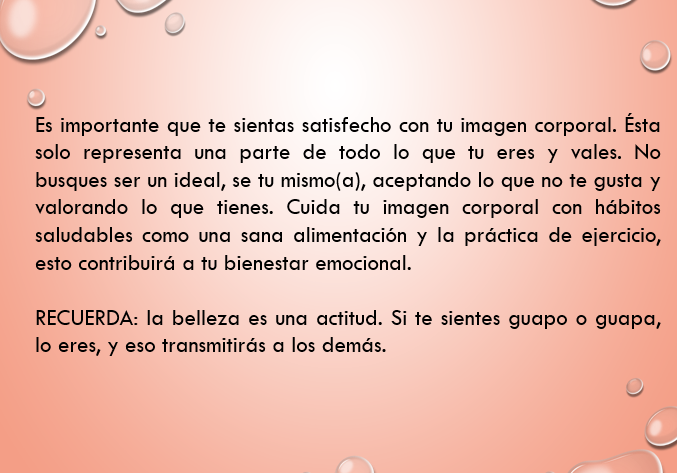 Es importante que te sientas satisfecho con tu imagen corporal. Ésta
solo representa una parte de todo lo que tu eres y vales. No
busques ser un ideal, se tu mismo(a), aceptando lo que no te gusta y
valorando lo que tienes. Cuida tu imagen corporal con hábitos
saludables como una sana alimentación y la práctica de ejercicio,
esto contribuirá a tu bienestar emocional.
RECUERDA: la belleza es una actitud. Si te sientes guapo o guapa,
lo eres, y eso transmitirás a los demás.